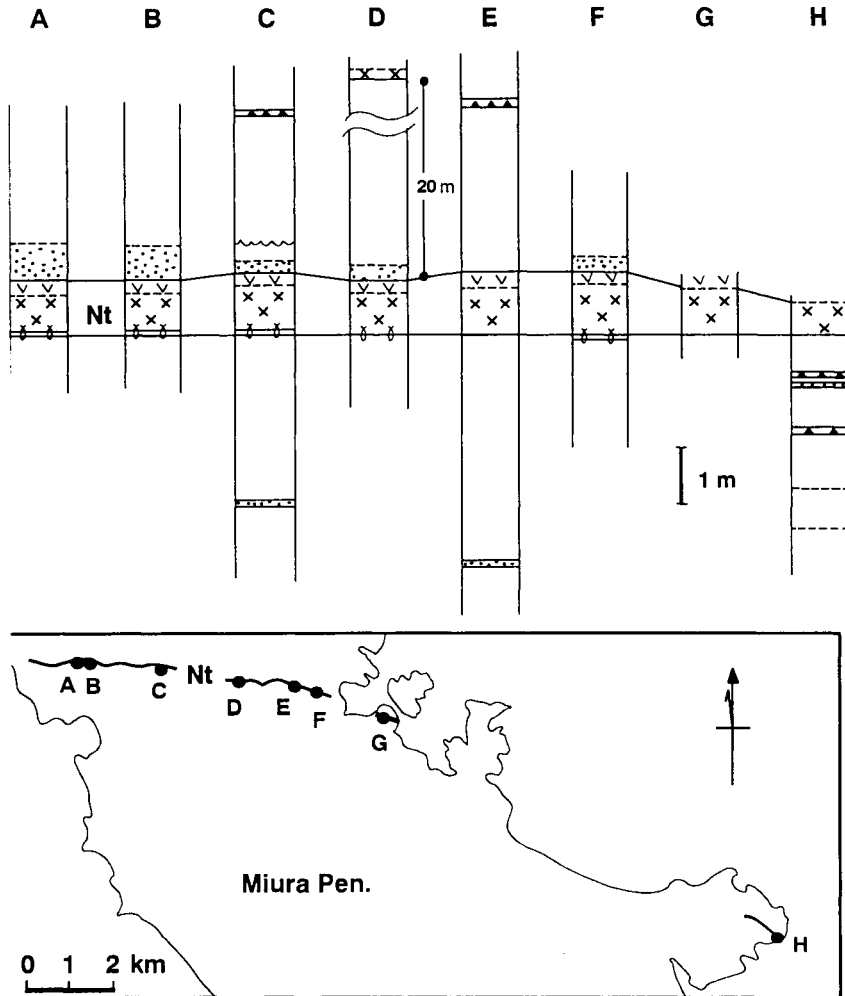 A B C D E F G H
20 m
Nt
1 m
Nt
A B C D E F G
Miura Pen.
H
0 1 2 km